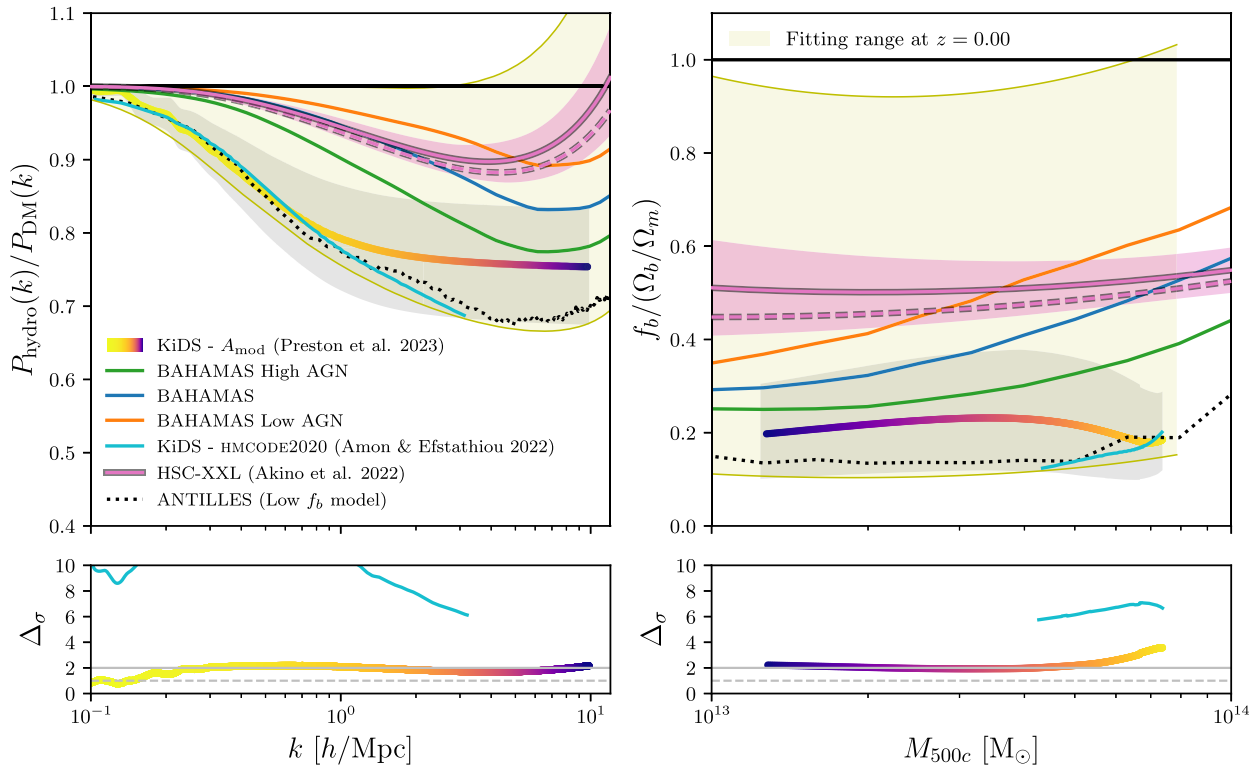 1.1
1.0
0.9
0.8
0.7
0.6
0.5
0.4
P_hydro(k)/P_DM(k)
KiDS - A_mod (Preston et al. 2023)
BAHAMAS High AGN
BAHAMAS
BAHAMAS Low AGN
KiDS - HMCODE2020 (Amon & Efstathiou 2022)
HSC-XXL (Akino et al. 2022)
ANTILLES (Low f_b model)
Fitting range at z = 0.00
1.0
0.8
0.6
0.4
0.2
0.0
f_b/(Ω_b/Ω_m)
10
8
6
4
2
0
Δ_σ
10^−1
10^0
10^1
k [h/Mpc]
10
8
6
4
2
0
Δ_σ
10^13
10^14
M_500c [M_⊙]